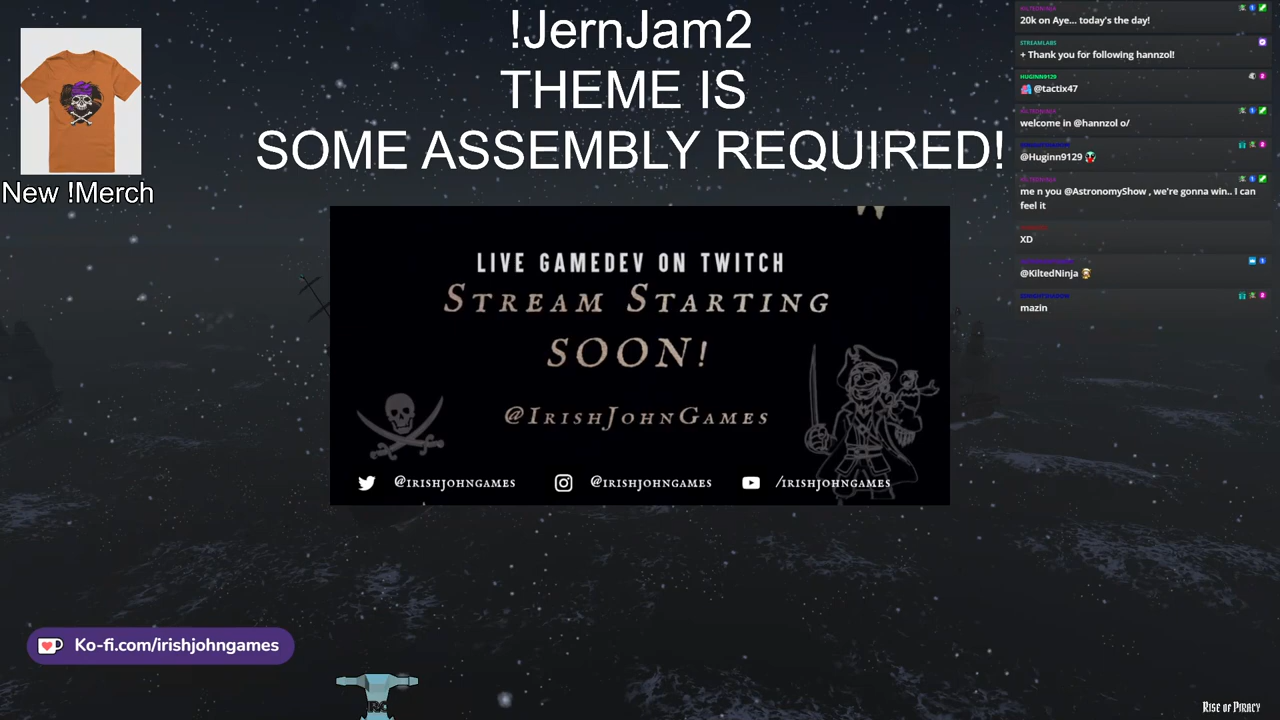 !JernJam2
THEME IS
SOME ASSEMBLY REQUIRED!
New !Merch
LIVE GAMEDEV ON TWITCH
STREAM STARTING
SOON!
@IRISHJOHNGAMES
@IRISHJOHNGAMES
@IRISHJOHNGAMES
/IRISHJOHNGAMES
Ko-fi.com/irishjohngames
RISE OF PIRACY
20k on Aye... today's the day!
STREAMLABS
+ Thank you for following hannzol!
HUGINN9129
@tactix47
welcome in @hannzol o/
@Huginn9129
me n you @AstronomyShow , we're gonna win.. I can
feel it
XD
@KiltedNinja
mazin